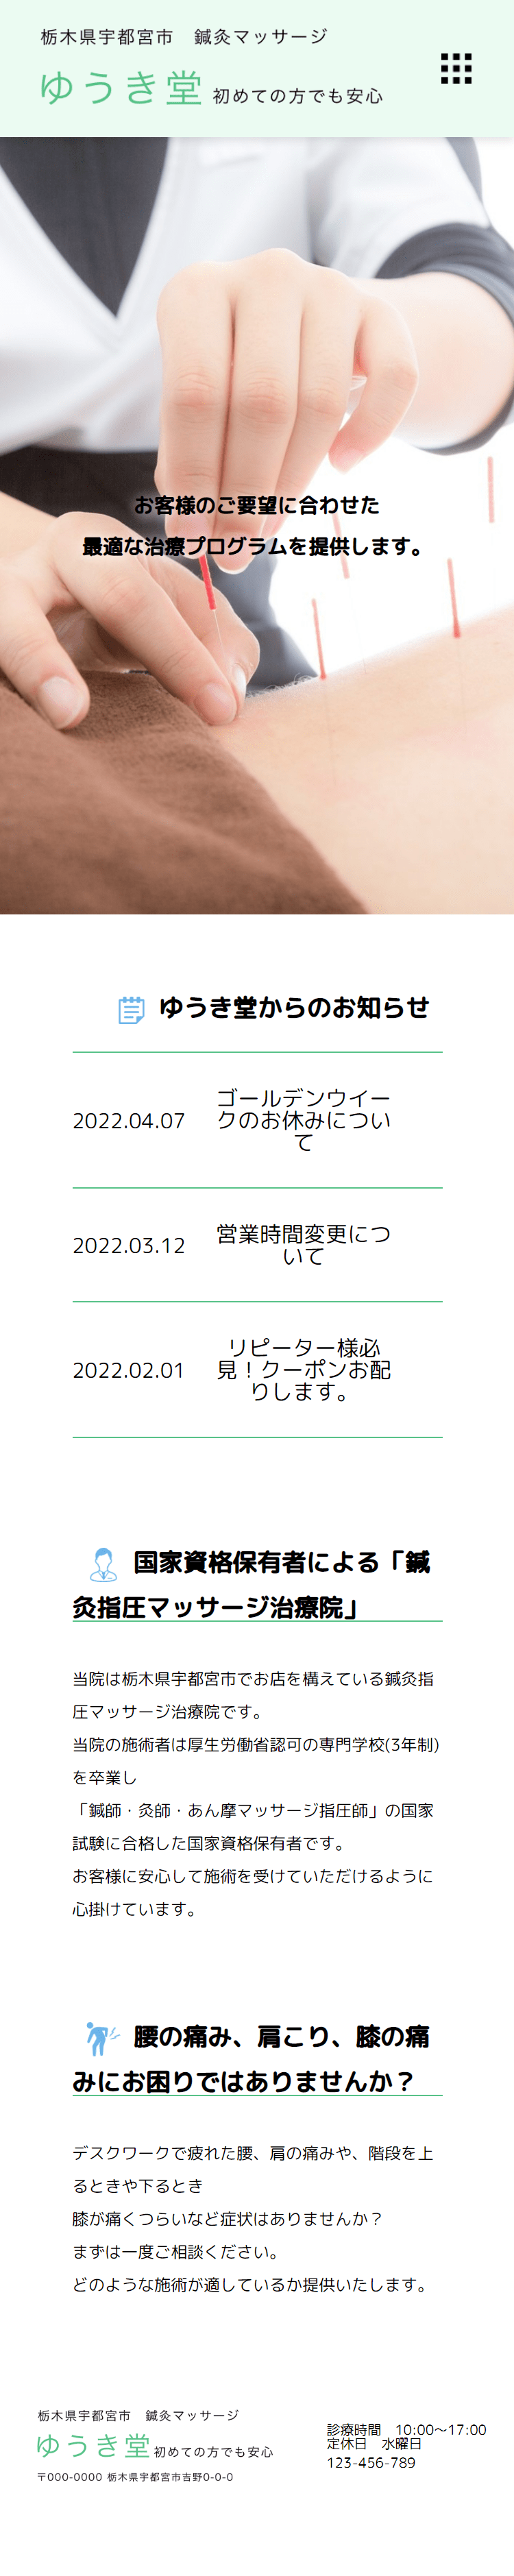 栃木県宇都宮市　鍼灸マッサージ
ゆうき堂 初めての方でも安心
お客様のご要望に合わせた
最適な治療プログラムを提供します。
ゆうき堂からのお知らせ
2022.04.07 ゴールデンウイー
クのお休みについ
て
2022.03.12 営業時間変更につ
いて
2022.02.01 リピーター様必
見！クーポンお配
りします。
国家資格保有者による「鍼
灸指圧マッサージ治療院」
当院は栃木県宇都宮市でお店を構えている鍼灸指
圧マッサージ治療院です。
当院の施術者は厚生労働省認可の専門学校(3年制)
を卒業し
「鍼師・灸師・あん摩マッサージ指圧師」の国家
試験に合格した国家資格保有者です。
お客様に安心して施術を受けていただけるように
心掛けています。
腰の痛み、肩こり、膝の痛
みにお困りではありませんか？
デスクワークで疲れた腰、肩の痛みや、階段を上
るときや下るとき
膝が痛くつらいなど症状はありませんか？
まずは一度ご相談ください。
どのような施術が適しているか提供いたします。
栃木県宇都宮市　鍼灸マッサージ
ゆうき堂 初めての方でも安心
〒000-0000 栃木県宇都宮市吉野0-0-0
診療時間　10:00〜17:00
定休日　水曜日
123-456-789